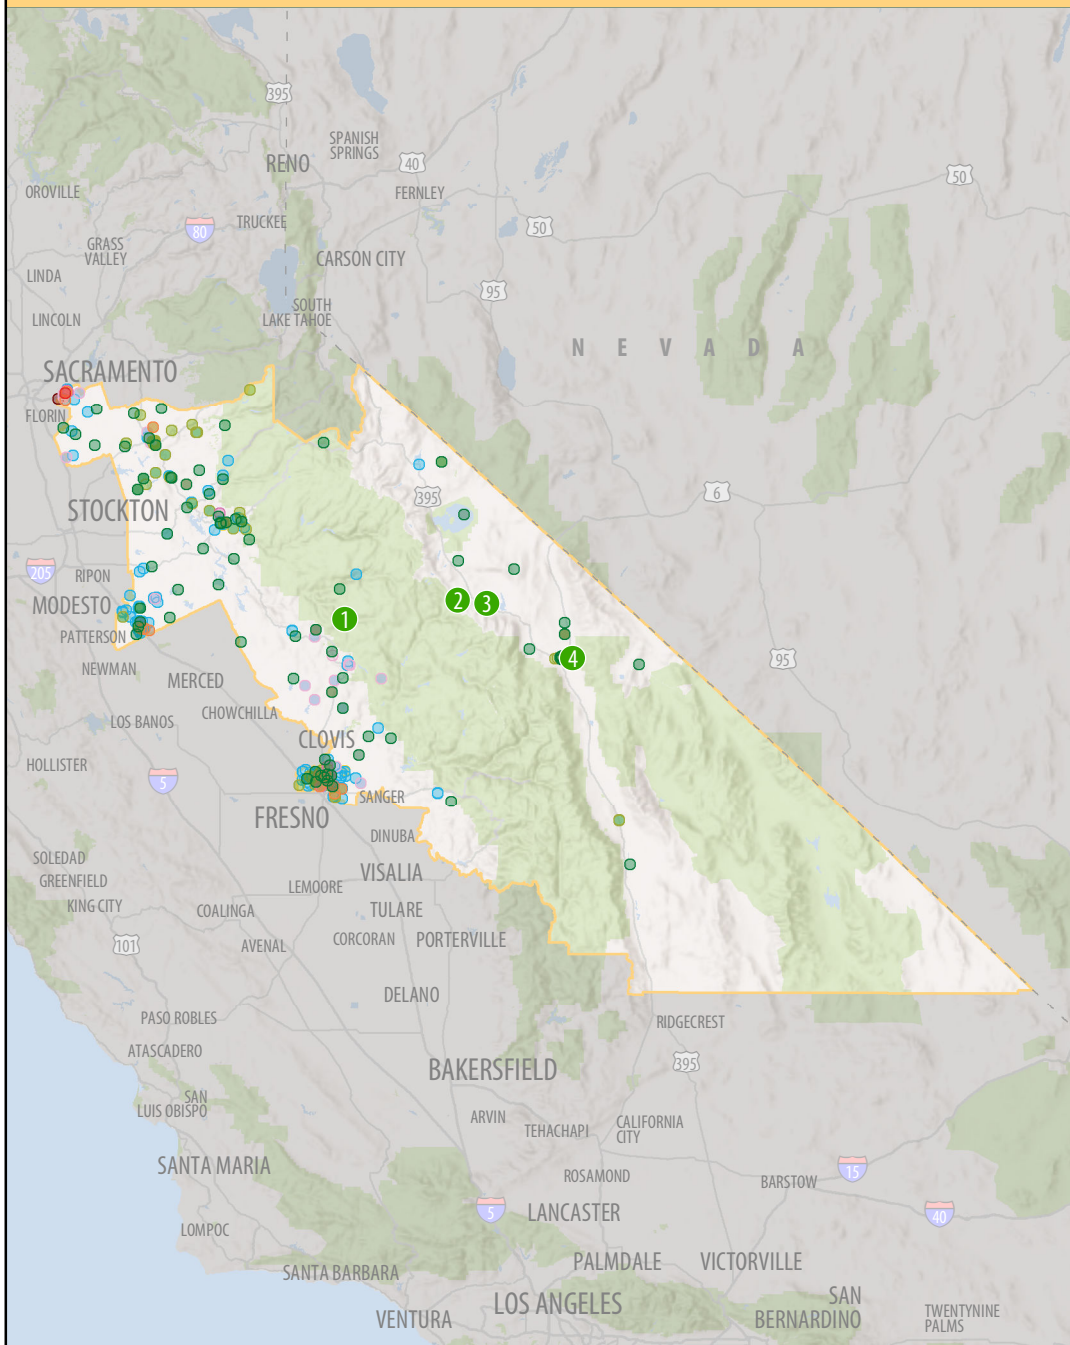 395
SPANISH
SPRINGS
RENO
40
50
OROVILLE
FERNLEY
80
TRUCKEE
50
GRASS
VALLEY
CARSON CITY
LINDA
95
SOUTH
LAKE TAHOE
LINCOLN
NEVADA
SACRAMENTO
FLORIN
395
6
STOCKTON
205
RIPON
MODESTO
2
3
1
PATTERSON
4
95
NEWMAN
MERCED
CHOWCHILLA
LOS BANOS
CLOVIS
HOLLISTER
5
SANGER
FRESNO
DINUBA
SOLEDAD
GREENFIELD
VISALIA
LEMOORE
KING CITY
COALINGA
TULARE
101
AVENAL
CORCORAN
PORTERVILLE
DELANO
PASO ROBLES
RIDGECREST
ATASCADERO
395
BAKERSFIELD
SAN
LUIS OBISPO
ARVIN
TEHACHAPI
CALIFORNIA
CITY
SANTA MARIA
15
ROSAMOND
BARSTOW
5
LANCASTER
40
LOMPOC
PALMDALE
VICTORVILLE
SANTA BARBARA
LOS ANGELES
SAN
BERNARDINO
VENTURA
TWENTYNINE
PALMS